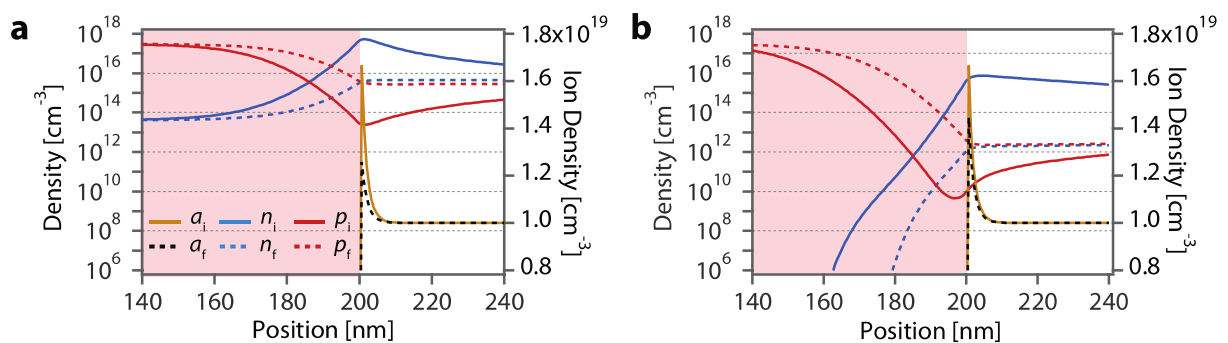 a
10^18
10^16
10^14
10^12
10^10
10^8
10^6
Density [cm^-3]
a_i n_i p_i
a_f n_f p_f
140 160 180 200 220 240
Position [nm]
1.8x10^19
1.6
1.4
1.2
1.0
0.8
Ion Density [cm^-3]
b
10^18
10^16
10^14
10^12
10^10
10^8
10^6
Density [cm^-3]
140 160 180 200 220 240
Position [nm]
1.8x10^19
1.6
1.4
1.2
1.0
0.8
Ion Density [cm^-3]